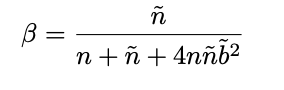 β = ñ / (n + ñ + 4nñb̃²)